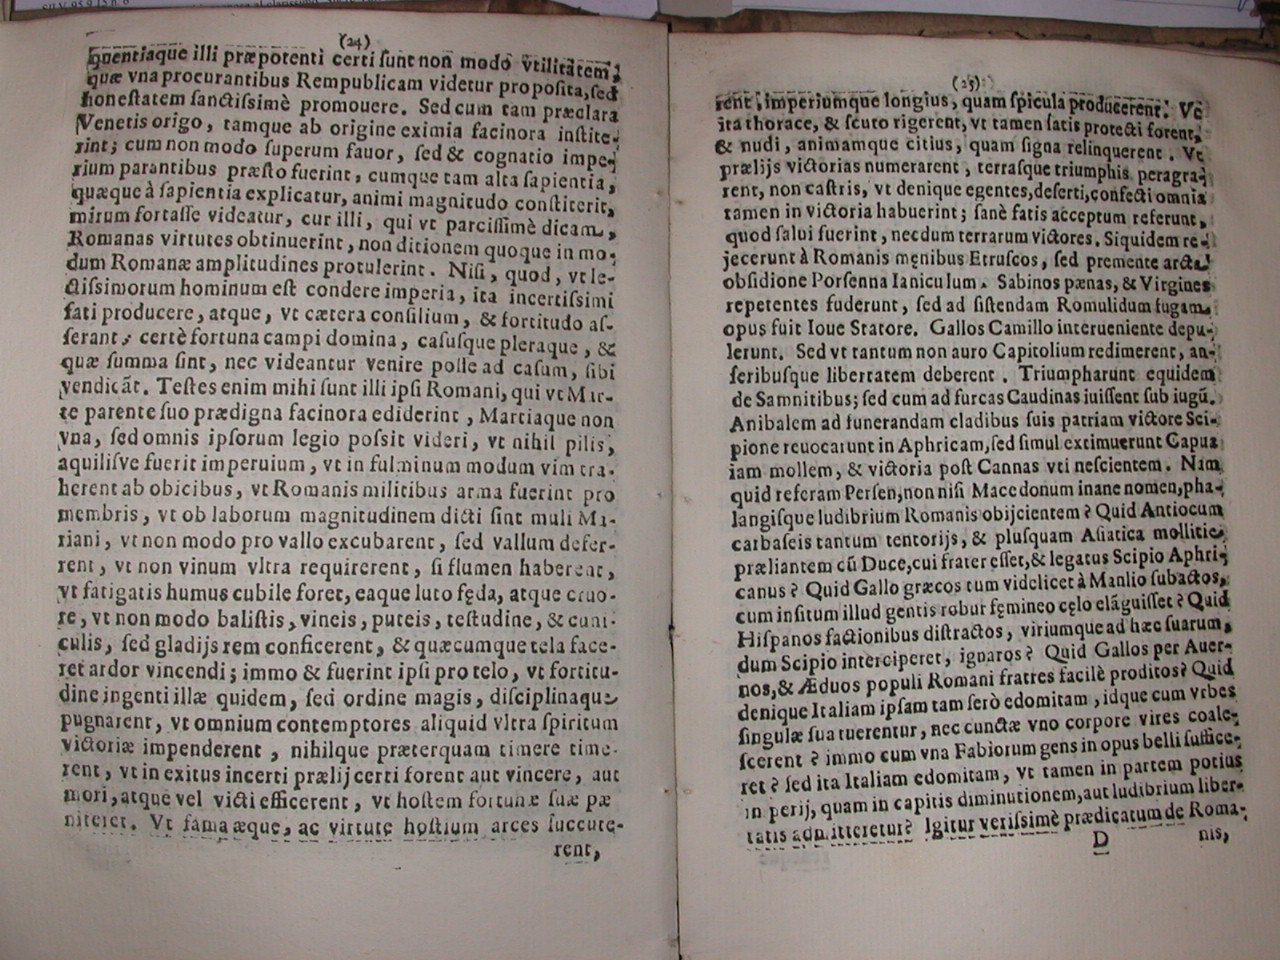 (24)
quentiaque illi præpotenti certi ſunt non modò vtilitatem,
quæ vna procurantibus Rempublicam videtur propoſita, ſed
honeſtatem ſanctiſsimè promouere. Sed cum tam præclara
Venetis origo, tamque ab origine eximia facinora inſtite-
rint; cum non modo ſuperum fauor, ſed & cognatio impe-
rium parantibus præſto fuerint, cumque tam alta ſapientia,
quæque à ſapientia explicatur, animi magnitudo conſtiterit,
mirum fortaſſe videatur, cur illi, qui vt parciſſimè dicam,
Romanas virtutes obtinuerint, non ditionem quoque in mo-
dum Romanæ amplitudines protulerint. Niſi, quod, vt le-
ctiſsimorum hominum eſt condere imperia, ita incertiſsimi
fati producere, atque, vt cætera conſilium, & fortitudo aſ-
ſerant; certè fortuna campi domina, caſuſque pleraque, &
quæ ſumma ſint, nec videantur venire poſſe ad caſum, ſibi
vendicãt. Teſtes enim mihi ſunt illi ipſi Romani, qui vt Mar-
te parente ſuo prædigna facinora ediderint, Martiaque non
vna, ſed omnis ipſorum legio poſsit videri, vt nihil pilis,
aquiliſve fuerit imperuium, vt in fulminum modum vim tra-
herent ab obicibus, vt Romanis militibus arma fuerint pro
membris, vt ob laborum magnitudinem dicti ſint muli Ma-
riani, vt non modo pro vallo excubarent, ſed vallum defer-
rent, vt non vinum vltra requirerent, ſi flumen habereat,
vt fatigatis humus cubile foret, eaque luto fęda, atque cruo-
re, vt non modo baliſtis, vineis, puteis, teſtudine, & cuni-
culis, ſed gladijs rem conficerent, & quæcumque tela face-
ret ardor vincendi; immo & fuerint ipſi pro telo, vt fortitu-
dine ingenti illæ quidem, ſed ordine magis, diſciplinaque
pugnarent, vt omnium contemptores aliquid vltra ſpiritum
victoriæ impenderent, nihilque præterquam timere time-
rent, vt in exitus incerti prælij certi forent aut vincere, aut
mori, atque vel victi efficerent, vt hoſtem fortunæ ſuæ pæ
niteret. Vt fama æque, ac virtute hoſtium arces ſuccute-
rent,
(25)
rent, imperiumque longius, quam ſpicula producerent. Vt
ita thorace, & ſcuto rigerent, vt tamen ſatis protecti forent,
& nudi, animamque citius, quam ſigna relinquerent. Vt
prælijs victorias numerarent, terraſque triumphis peragra-
rent, non caſtris, vt denique egentes, deſerti, confecti omnia
tamen in victoria habuerint; ſanè fatis acceptum referunt,
quod ſalui fuerint, necdum terrarum victores. Siquidem re-
jecerunt à Romanis męnibus Etruſcos, ſed premente arcta
obſidione Porſenna Ianiculum. Sabinos pænas, & Virgines
repetentes fuderunt, ſed ad ſiſtendam Romulidum fugam
opus fuit Ioue Statore. Gallos Camillo interueniente depu-
lerunt. Sed vt tantum non auro Capitolium redimerent, an-
ſeribuſque libertatem deberent. Triumpharunt equidem
de Samnitibus; ſed cum ad furcas Caudinas iuiſſent ſub iugũ.
Anibalem ad funerandam cladibus ſuis patriam victore Sci-
pione reuocarunt in Aphricam, ſed ſimul extimuerunt Capua
iam mollem, & victoria poſt Cannas vti neſcientem. Nam
quid referam Perſen, non niſi Macedonum inane nomen, pha-
langiſque ludibrium Romanis obijcientem? Quid Antiocum
carbaſeis tantum tentorijs, & pluſquam Aſiatica mollitie
præliantem cũ Duce, cui frater eſſet, & legatus Scipio Aphri-
canus? Quid Gallo græcos tum videlicet à Manlio ſubactos,
cum inſitum illud gentis robur fęmineo cęlo elãguiſſet? Quid
Hiſpanos factionibus diſtractos, viriumque ad hæc ſuarum,
dum Scipio interciperet, ignaros? Quid Gallos per Auer-
nos, & Æduos populi Romani fratres facilè proditos? Quid
denique Italiam ipſam tam ſerò edomitam, idque cum vrbes
ſingulæ ſua tuerentur, nec cunctæ vno corpore vires coale-
ſcerent? immo cum vna Fabiorum gens in opus belli ſuffice-
ret? ſed ita Italiam edomitam, vt tamen in partem potius
in perij, quam in capitis diminutionem, aut ludibrium liber-
tatis admitteretur? Igitur veriſsimè prædicatum de Roma-
D
nis,